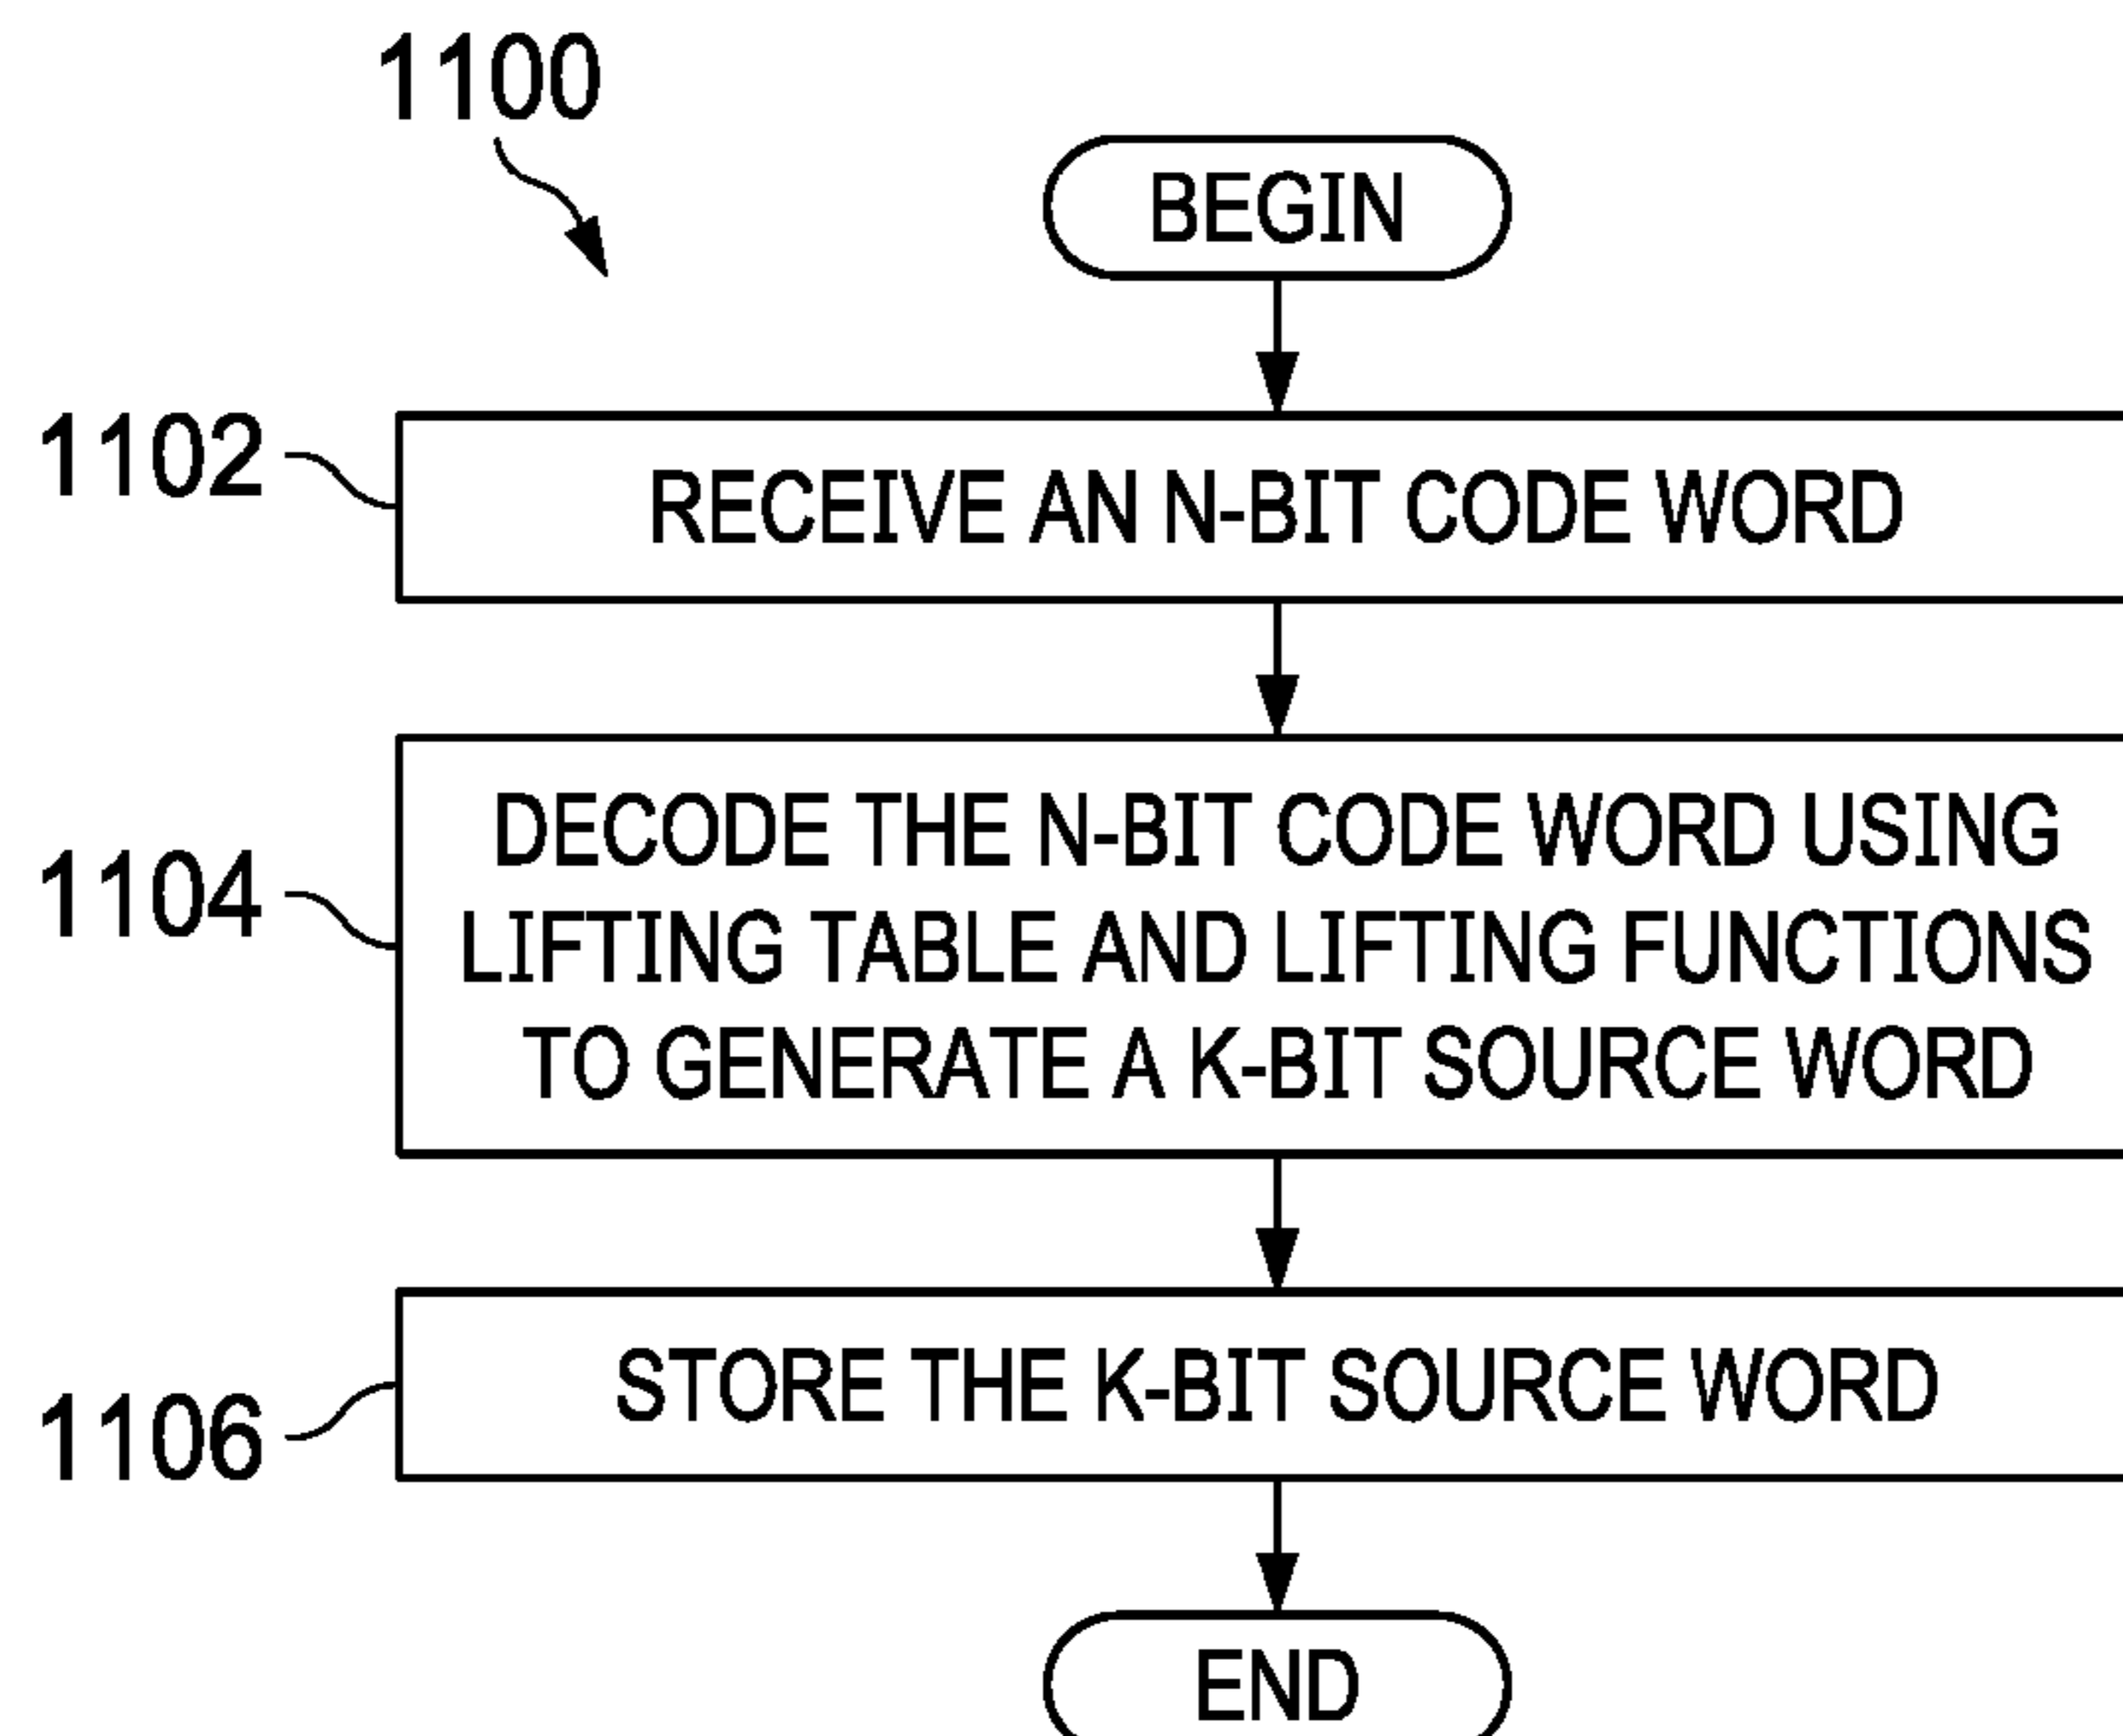 1100
BEGIN
1102
RECEIVE AN N-BIT CODE WORD
1104
DECODE THE N-BIT CODE WORD USING
LIFTING TABLE AND LIFTING FUNCTIONS
TO GENERATE A K-BIT SOURCE WORD
1106
STORE THE K-BIT SOURCE WORD
END